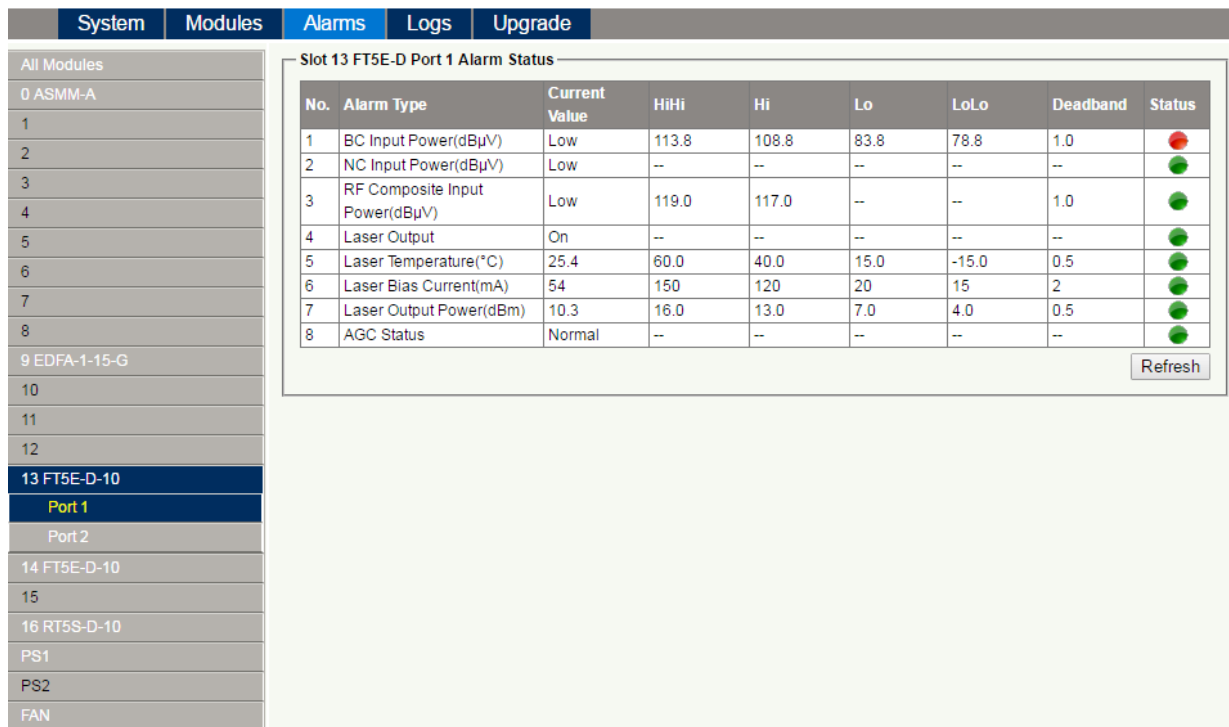 System Modules Alarms Logs Upgrade
All Modules
0 ASMM-A
1
2
3
4
5
6
7
8
9 EDFA-1-15-G
10
11
12
13 FT5E-D-10
Port 1
Port 2
14 FT5E-D-10
15
16 RT5S-D-10
PS1
PS2
FAN
Slot 13 FT5E-D Port 1 Alarm Status
No. Alarm Type Current Value HiHi Hi Lo LoLo Deadband Status
1 BC Input Power(dBµV) Low 113.8 108.8 83.8 78.8 1.0
2 NC Input Power(dBµV) Low -- -- -- -- --
3 RF Composite Input Power(dBµV) Low 119.0 117.0 -- -- 1.0
4 Laser Output On -- -- -- -- --
5 Laser Temperature(°C) 25.4 60.0 40.0 15.0 -15.0 0.5
6 Laser Bias Current(mA) 54 150 120 20 15 2
7 Laser Output Power(dBm) 10.3 16.0 13.0 7.0 4.0 0.5
8 AGC Status Normal -- -- -- -- --
Refresh